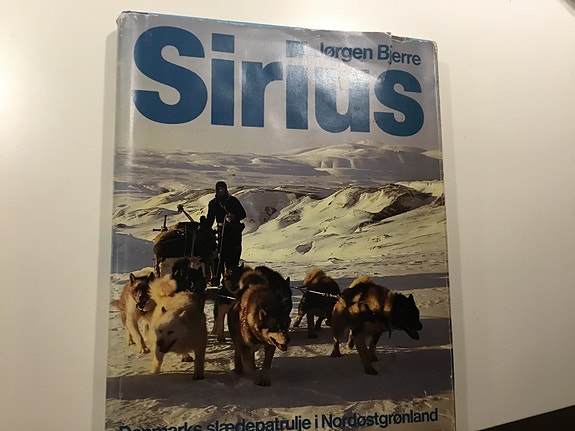 Jørgen Bjerre
Sirius
Danmarks slædepatrulje i Nordøstgrønland